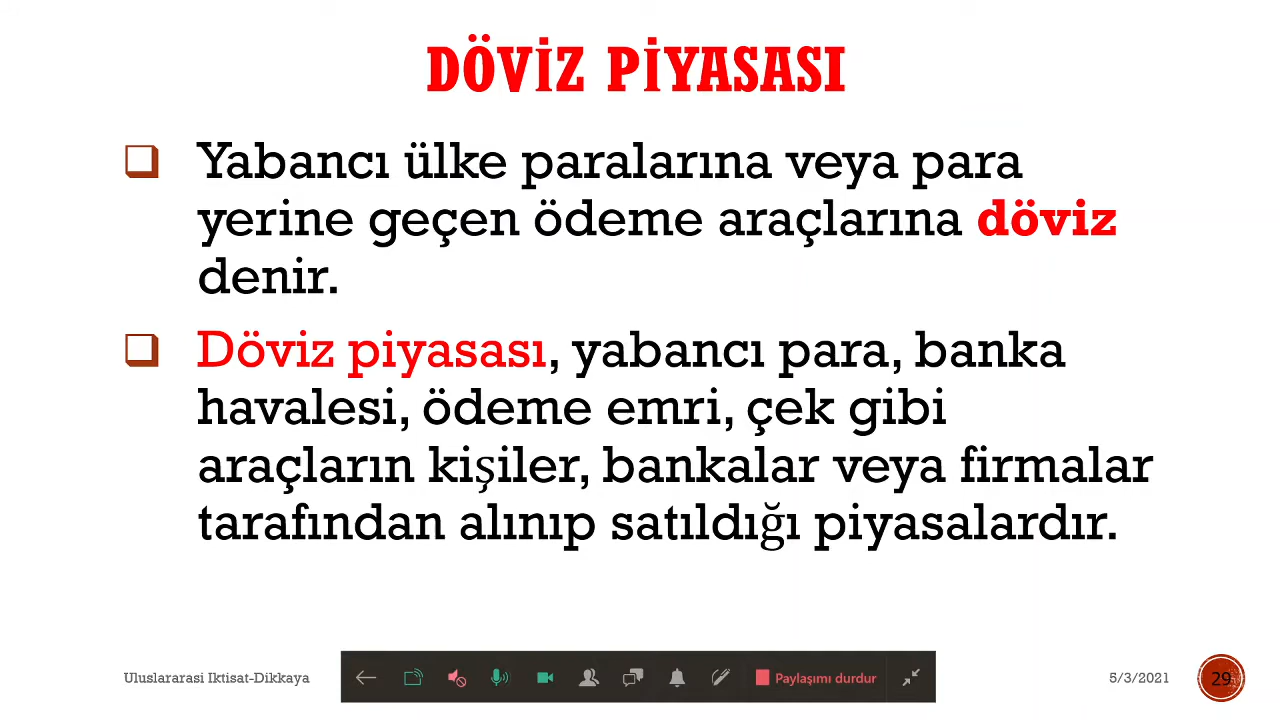 DÖVİZ PİYASASI
Yabancı ülke paralarına veya para
yerine geçen ödeme araçlarına döviz
denir.
Döviz piyasası, yabancı para, banka
havalesi, ödeme emri, çek gibi
araçların kişiler, bankalar veya firmalar
tarafından alınıp satıldığı piyasalardır.
Uluslararasi Iktisat-Dikkaya
Paylaşımı durdur
5/3/2021
29